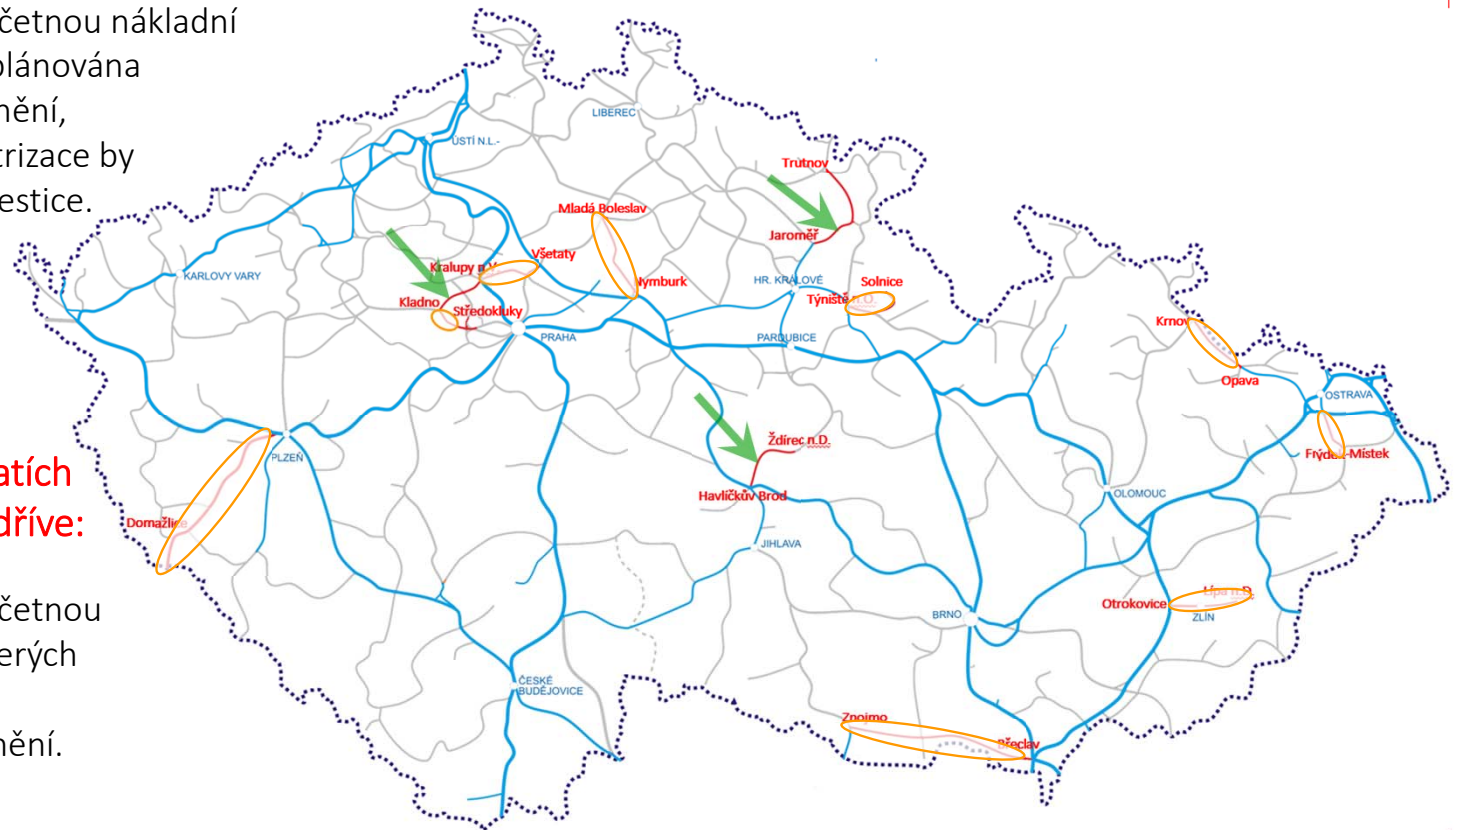 četnou nákladní
plánována
nění,
trizace by
estice.
atích
dříve:
četnou
erých
nění.
LIBEREC
ÚSTÍ N.L.-
Trutnov
Mladá Boleslav
Jaroměř
Všetaty
Kralupy n.V.
KARLOVY VARY
Nymburk
HR. KRÁLOVÉ
Solnice
Týniště n.O.
Kladno
Středokluky
Krnov
PRAHA
PARDUBICE
Opava
OSTRAVA
Ždírec n.D.
Frýdek-Místek
PLZEŇ
Havlíčkův Brod
OLOMOUC
Domažlice
JIHLAVA
Lípa n.D.
Otrokovice
ZLÍN
BRNO
ČESKÉ
BUDĚJOVICE
Znojmo
Břeclav